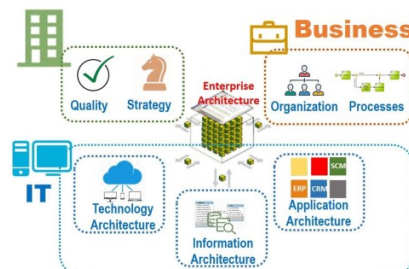 Business
Enterprise
Architecture
Quality
Strategy
Organization
Processes
IT
Technology
Architecture
Information
Architecture
SCM
ERP
CRM
Application
Architecture